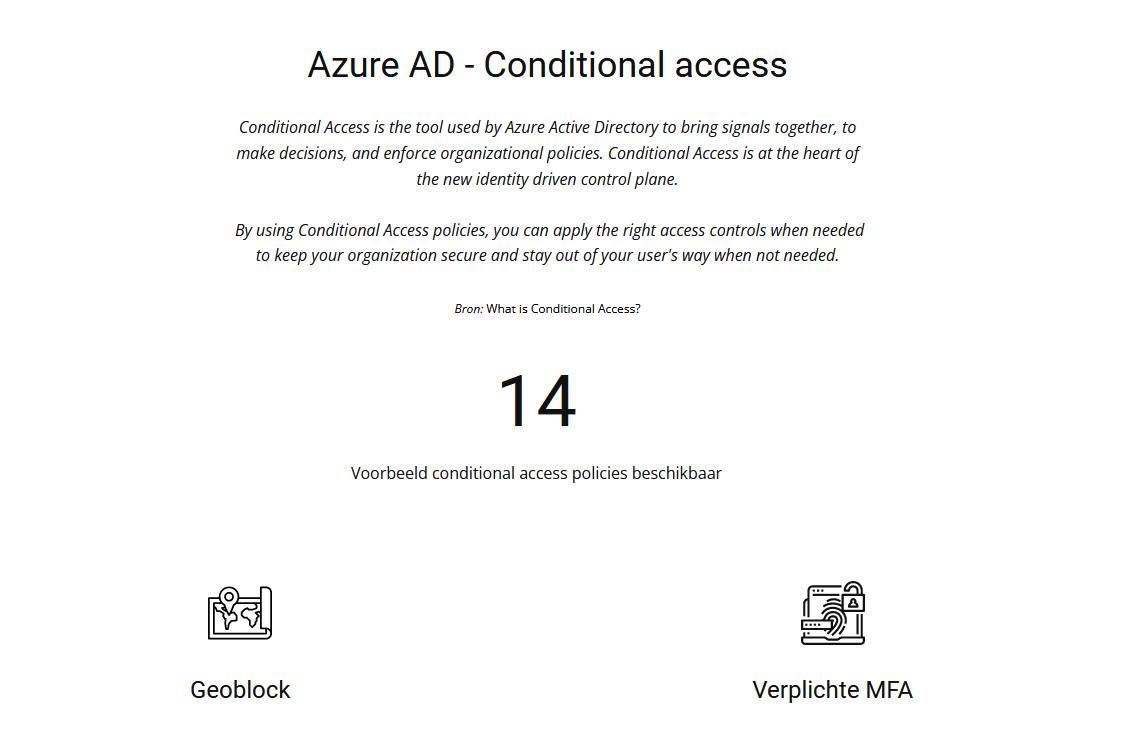 Azure AD - Conditional access
Conditional Access is the tool used by Azure Active Directory to bring signals together, to
make decisions, and enforce organizational policies. Conditional Access is at the heart of
the new identity driven control plane.
By using Conditional Access policies, you can apply the right access controls when needed
to keep your organization secure and stay out of your user's way when not needed.
Bron: What is Conditional Access?
14
Voorbeeld conditional access policies beschikbaar
Geoblock
Verplichte MFA